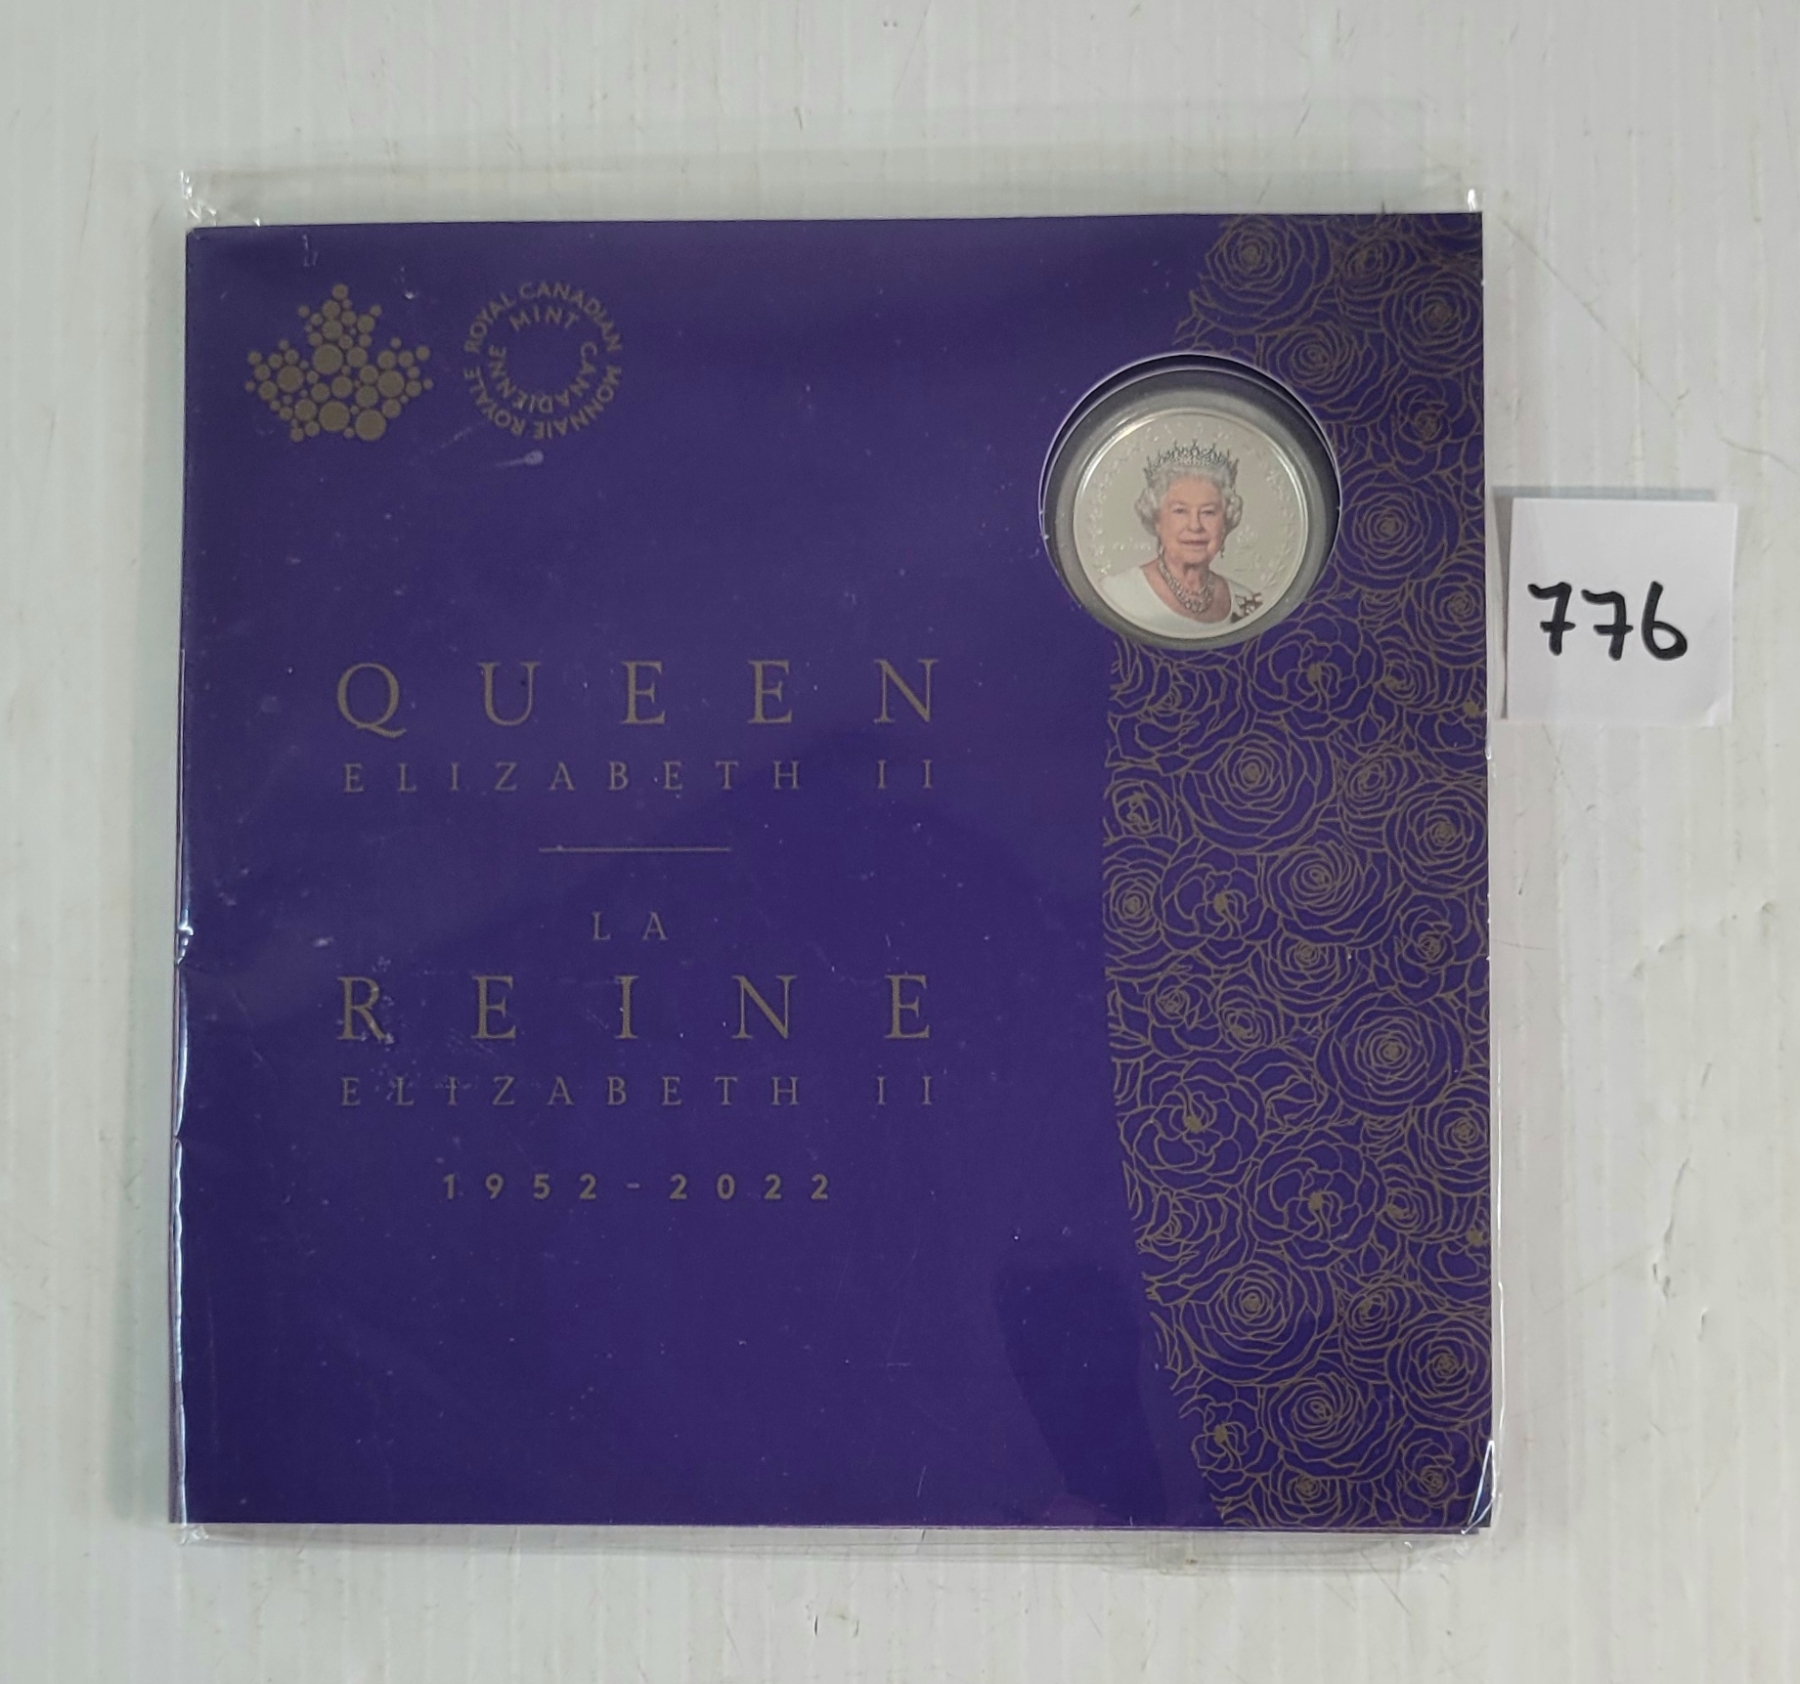 ROYAL CANADIAN MINT
MONNAIE ROYALE CANADIENNE
776
QUEEN
ELIZABETH II
LA
REINE
ELIZABETH II
1952-2022